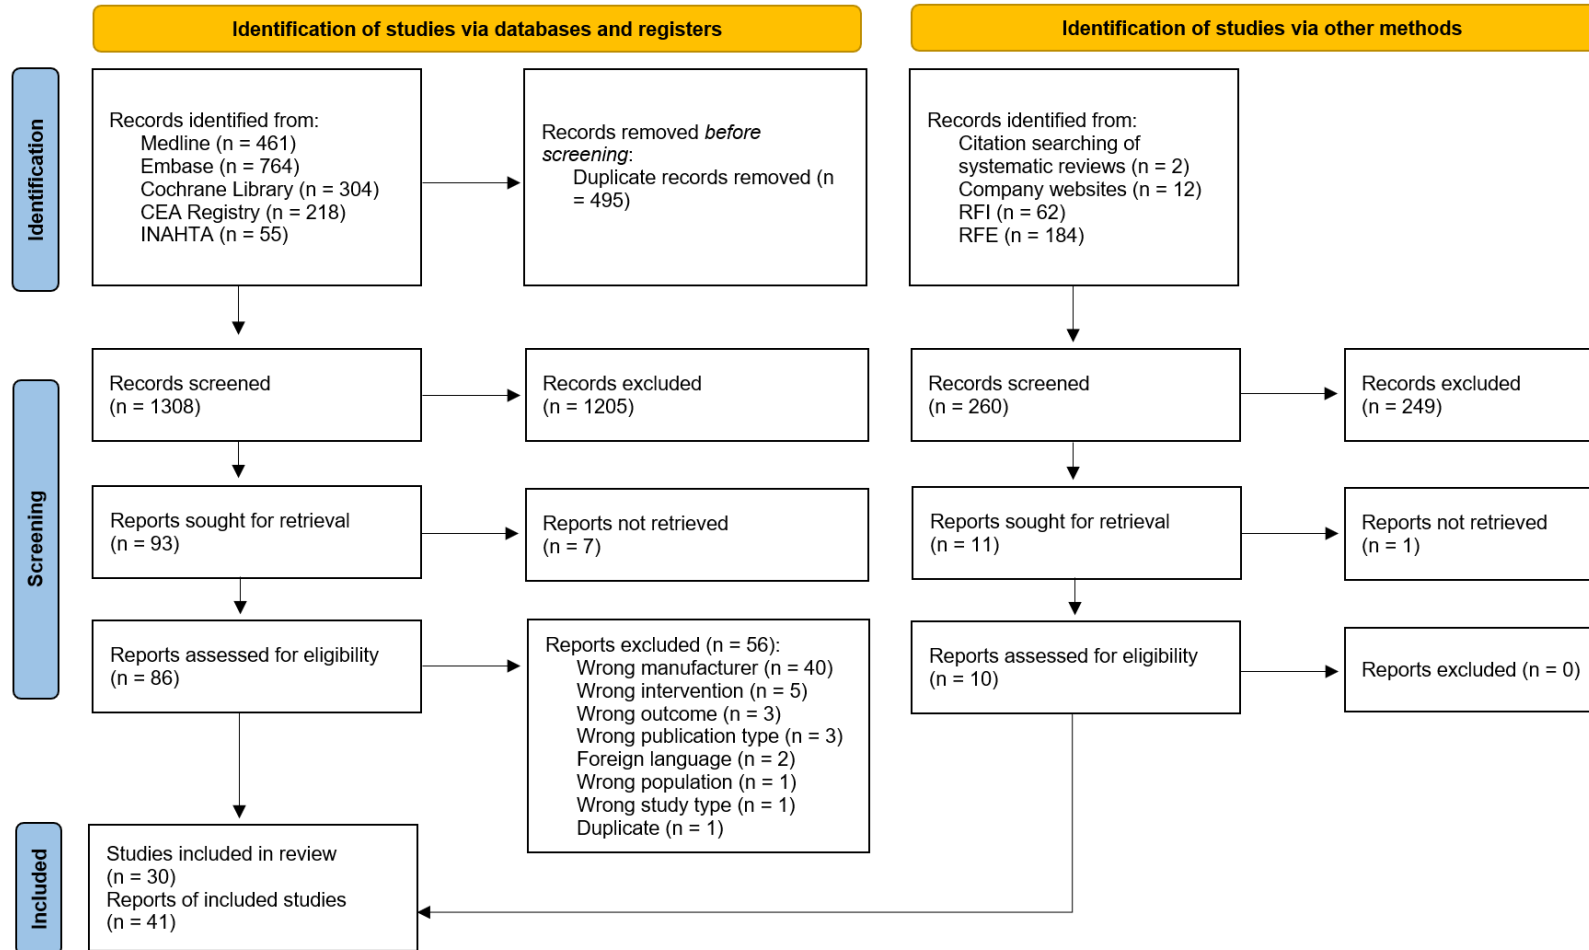 Identification of studies via databases and registers
Identification of studies via other methods
Identification
Records identified from:
Medline (n = 461)
Embase (n = 764)
Cochrane Library (n = 304)
CEA Registry (n = 218)
INAHTA (n = 55)
Records removed before
screening:
Duplicate records removed (n
= 495)
Records identified from:
Citation searching of
systematic reviews (n = 2)
Company websites (n = 12)
RFI (n = 62)
RFE (n = 184)
Screening
Records screened
(n = 1308)
Records excluded
(n = 1205)
Records screened
(n = 260)
Records excluded
(n = 249)
Reports sought for retrieval
(n = 93)
Reports not retrieved
(n = 7)
Reports sought for retrieval
(n = 11)
Reports not retrieved
(n = 1)
Reports assessed for eligibility
(n = 86)
Reports excluded (n = 56):
Wrong manufacturer (n = 40)
Wrong intervention (n = 5)
Wrong outcome (n = 3)
Wrong publication type (n = 3)
Foreign language (n = 2)
Wrong population (n = 1)
Wrong study type (n = 1)
Duplicate (n = 1)
Reports assessed for eligibility
(n = 10)
Reports excluded (n = 0)
Included
Studies included in review
(n = 30)
Reports of included studies
(n = 41)